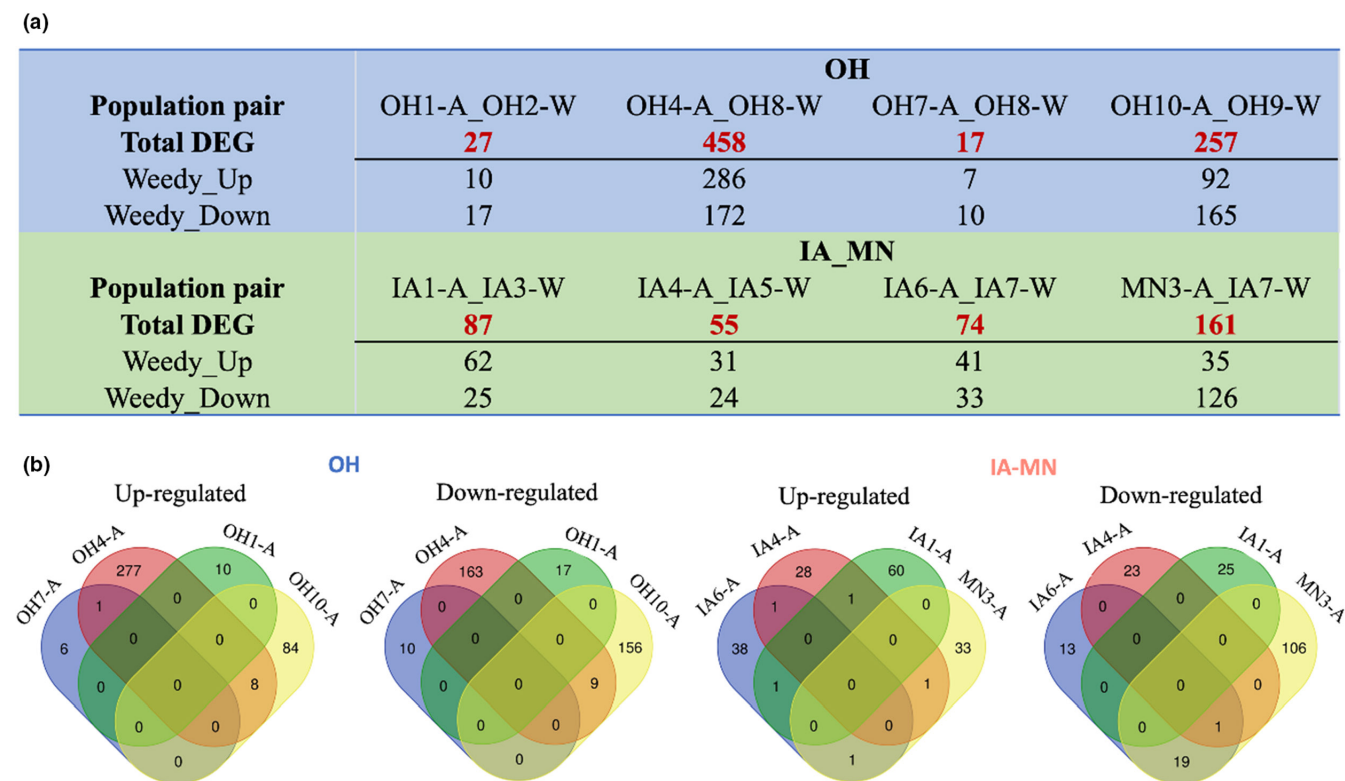 (a)
OH
Population pair OH1-A_OH2-W OH4-A_OH8-W OH7-A_OH8-W OH10-A_OH9-W
Total DEG 27 458 17 257
Weedy_Up 10 286 7 92
Weedy_Down 17 172 10 165
IA_MN
Population pair IA1-A_IA3-W IA4-A_IA5-W IA6-A_IA7-W MN3-A_IA7-W
Total DEG 87 55 74 161
Weedy_Up 62 31 41 35
Weedy_Down 25 24 33 126
(b)
OH
IA-MN
Up-regulated
OH7-A
OH4-A
OH1-A
OH10-A
277 10
1 0 0
6 0 0 84
0 0 8
0 0
0
Down-regulated
OH7-A
OH4-A
OH1-A
OH10-A
163 17
0 0 0
10 0 0 156
0 0 9
0 0
0
Up-regulated
IA6-A
IA4-A
IA1-A
MN3-A
28 60
1 1 0
38 0 0 33
1 0 1
0 0
1
Down-regulated
IA6-A
IA4-A
IA1-A
MN3-A
23 25
0 0 0
13 0 0 106
0 0 0
0 1
19